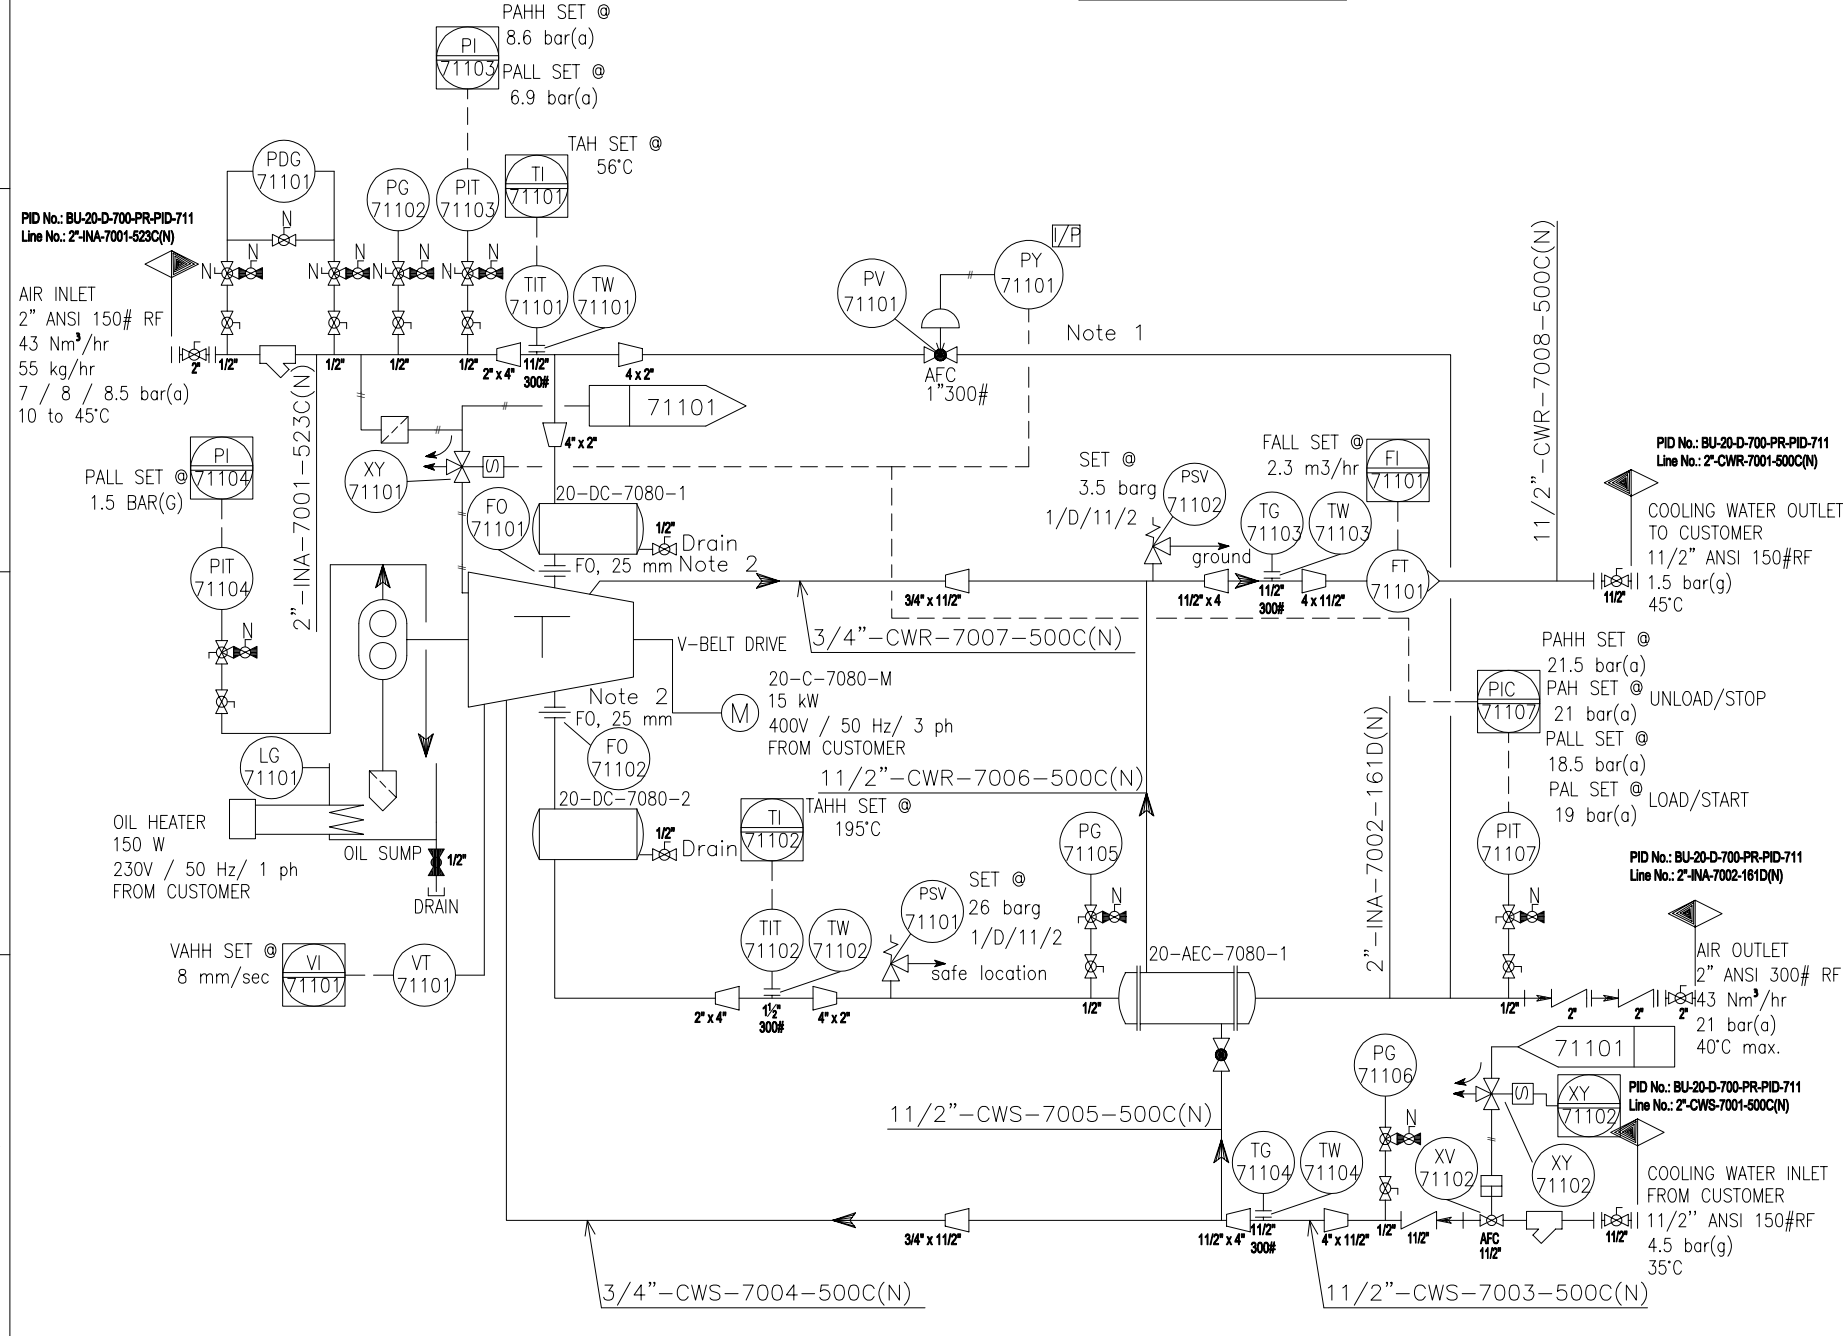 PAHH SET @
8.6 bar(a)
PI
71103
PALL SET @
6.9 bar(a)
TAH SET @
56°C
TI
71101
PDG
71101
PG
71102
PIT
71103
N
PID No.: BU-20-D-700-PR-PID-711
Line No.: 2"-INA-7001-523C(N)
N
N
N
N
N
N
N
N
TIT
71101
TW
71101
AIR INLET
2" ANSI 150# RF
43 Nm³/hr
55 kg/hr
7 / 8 / 8.5 bar(a)
10 to 45°C
2"
1/2"
1/2"
1/2"
1/2"
2" x 4"
11/2"
300#
4 x 2"
PV
71101
PY
71101
I/P
Note 1
AFC
1"300#
71101
4" x 2"
2"-INA-7001-523C(N)
11/2"-CWR-7008-500C(N)
PI
71104
PALL SET @
1.5 BAR(G)
PIT
71104
N
XY
71101
S
FO
71101
20-DC-7080-1
1/2"
Drain
FO, 25 mm
Note 2
SET @
3.5 barg
1/D/11/2
PSV
71102
ground
FALL SET @
2.3 m3/hr
FI
71101
TG
71103
TW
71103
FT
71101
PID No.: BU-20-D-700-PR-PID-711
Line No.: 2"-CWR-7001-500C(N)
COOLING WATER OUTLET
TO CUSTOMER
11/2" ANSI 150#RF
1.5 bar(g)
45°C
11/2"
3/4" x 11/2"
11/2" x 4
11/2"
300#
4 x 11/2"
3/4"-CWR-7007-500C(N)
T
V-BELT DRIVE
M
20-C-7080-M
15 kW
400V / 50 Hz/ 3 ph
FROM CUSTOMER
Note 2
FO, 25 mm
FO
71102
20-DC-7080-2
1/2"
Drain
11/2"-CWR-7006-500C(N)
2"-INA-7002-161D(N)
PIC
71107
PAHH SET @
21.5 bar(a)
PAH SET @
21 bar(a)
UNLOAD/STOP
PALL SET @
18.5 bar(a)
PAL SET @
19 bar(a)
LOAD/START
LG
71101
OIL HEATER
150 W
230V / 50 Hz/ 1 ph
FROM CUSTOMER
OIL SUMP
1/2"
DRAIN
TI
71102
TAHH SET @
195°C
TIT
71102
TW
71102
PSV
71101
SET @
26 barg
1/D/11/2
safe location
PG
71105
N
PIT
71107
N
PID No.: BU-20-D-700-PR-PID-711
Line No.: 2"-INA-7002-161D(N)
AIR OUTLET
2" ANSI 300# RF
43 Nm³/hr
21 bar(a)
40°C max.
VAHH SET @
8 mm/sec
VI
71101
VT
71101
2" x 4"
1½"
300#
4" x 2"
1/2"
20-AEC-7080-1
1/2"
2"
2"
2"
71101
PG
71106
N
S
XY
71102
PID No.: BU-20-D-700-PR-PID-711
Line No.: 2"-CWS-7001-500C(N)
11/2"-CWS-7005-500C(N)
TG
71104
TW
71104
XV
71102
XY
71102
COOLING WATER INLET
FROM CUSTOMER
11/2" ANSI 150#RF
4.5 bar(g)
35°C
3/4" x 11/2"
11/2" x 4"
11/2"
300#
4" x 11/2"
1/2"
11/2"
AFC
11/2"
11/2"
3/4"-CWS-7004-500C(N)
11/2"-CWS-7003-500C(N)